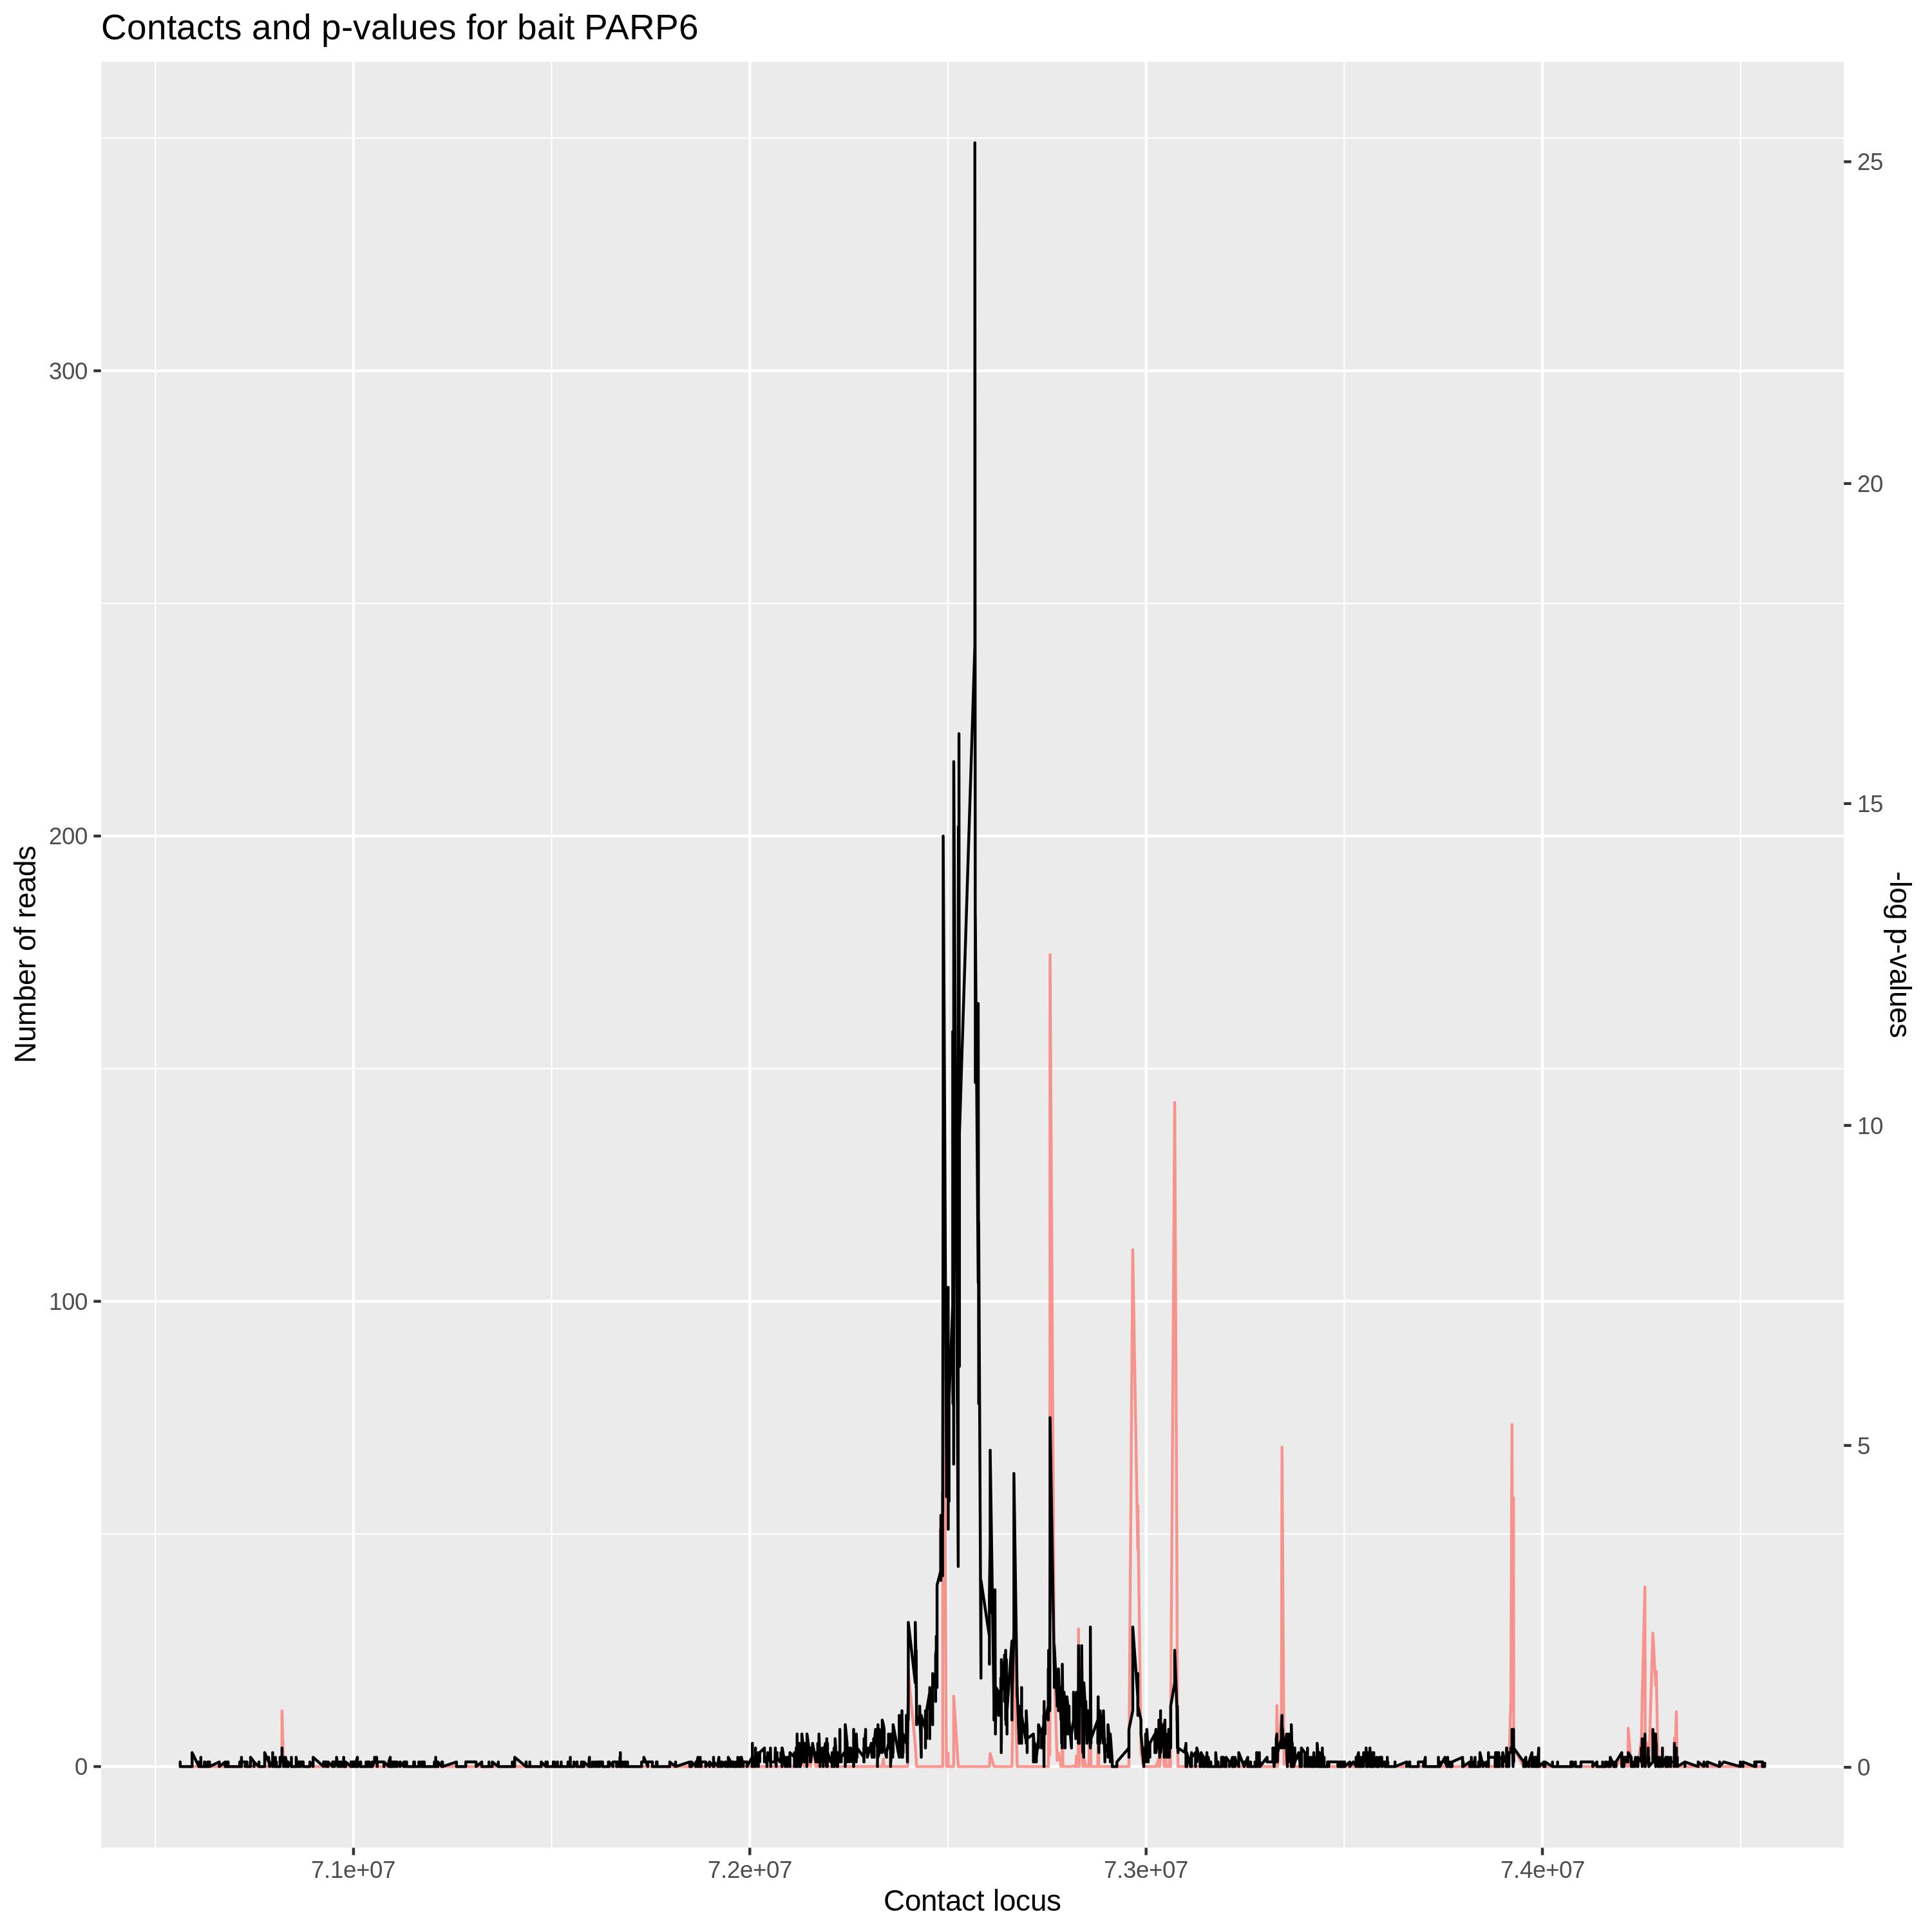 Contacts and p-values for bait PARP6
Number of reads
300
200
100
0
25
20
15
10
5
0
-log p-values
7.1e+07 7.2e+07 7.3e+07 7.4e+07
Contact locus